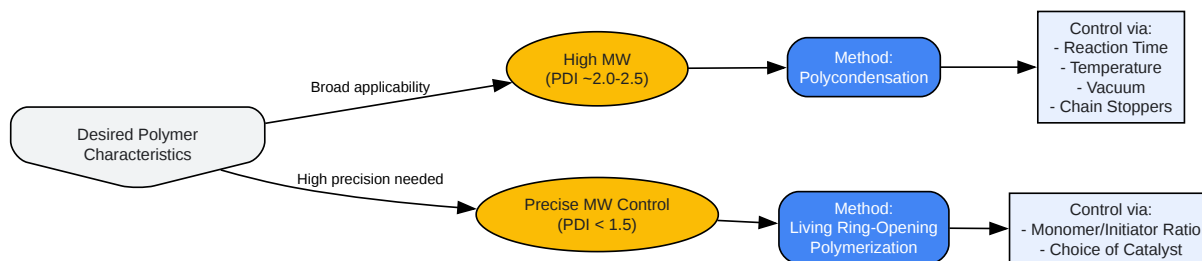 Desired Polymer
Characteristics
Broad applicability
High MW
(PDI ~2.0-2.5)
Method:
Polycondensation
Control via:
- Reaction Time
- Temperature
- Vacuum
- Chain Stoppers
High precision needed
Precise MW Control
(PDI < 1.5)
Method:
Living Ring-Opening
Polymerization
Control via:
- Monomer/Initiator Ratio
- Choice of Catalyst